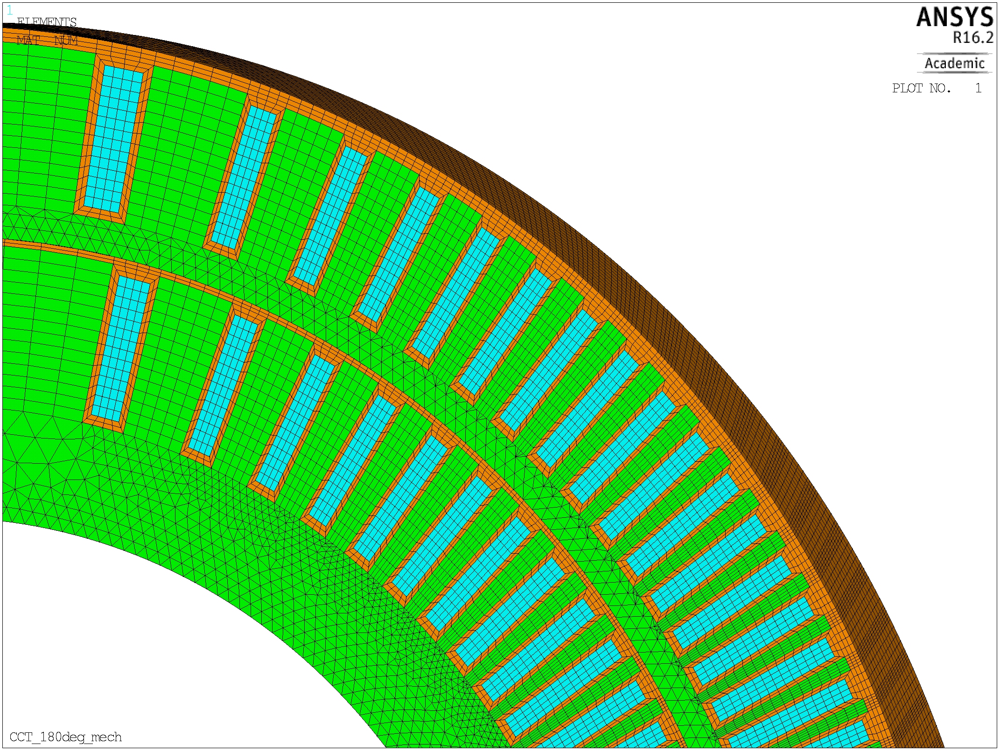 1
ELEMENTS
MAT NUM
ANSYS
R16.2
Academic
PLOT NO. 1
CCT_180deg_mech